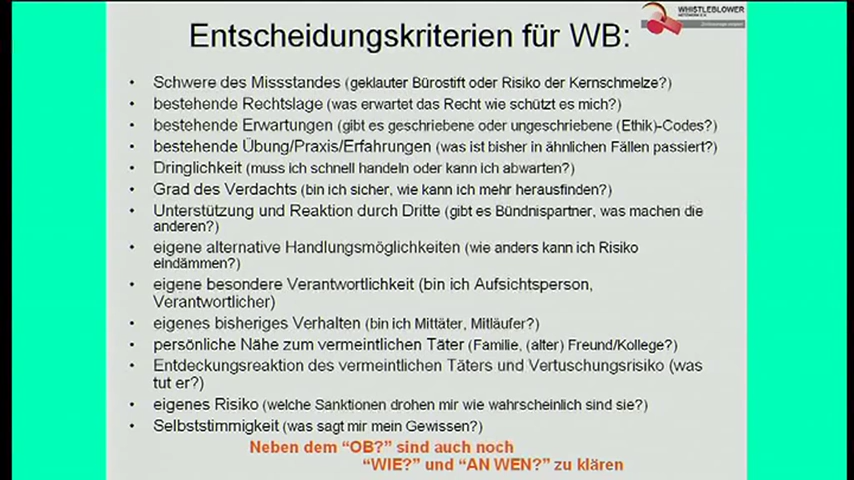 WHISTLEBLOWER
NETZWERK E.V.
Entscheidungskriterien für WB:
• Schwere des Missstandes (geklauter Bürostift oder Risiko der Kernschmelze?)
• bestehende Rechtslage (was erwartet das Recht wie schützt es mich?)
• bestehende Erwartungen (gibt es geschriebene oder ungeschriebene (Ethik)-Codes?)
• bestehende Übung/Praxis/Erfahrungen (was ist bisher in ähnlichen Fällen passiert?)
• Dringlichkeit (muss ich schnell handeln oder kann ich abwarten?)
• Grad des Verdachts (bin ich sicher, wie kann ich mehr herausfinden?)
• Unterstützung und Reaktion durch Dritte (gibt es Bündnispartner, was machen die
anderen?)
• eigene alternative Handlungsmöglichkeiten (wie anders kann ich Risiko
eindämmen?)
• eigene besondere Verantwortlichkeit (bin ich Aufsichtsperson,
Verantwortlicher)
• eigenes bisheriges Verhalten (bin ich Mittäter, Mitläufer?)
• persönliche Nähe zum vermeintlichen Täter (Familie, (alter) Freund/Kollege?)
• Entdeckungsreaktion des vermeintlichen Täters und Vertuschungsrisiko (was
tut er?)
• eigenes Risiko (welche Sanktionen drohen mir wie wahrscheinlich sind sie?)
• Selbststimmigkeit (was sagt mir mein Gewissen?)
Neben dem “OB?” sind auch noch
“WIE?” und “AN WEN?” zu klären